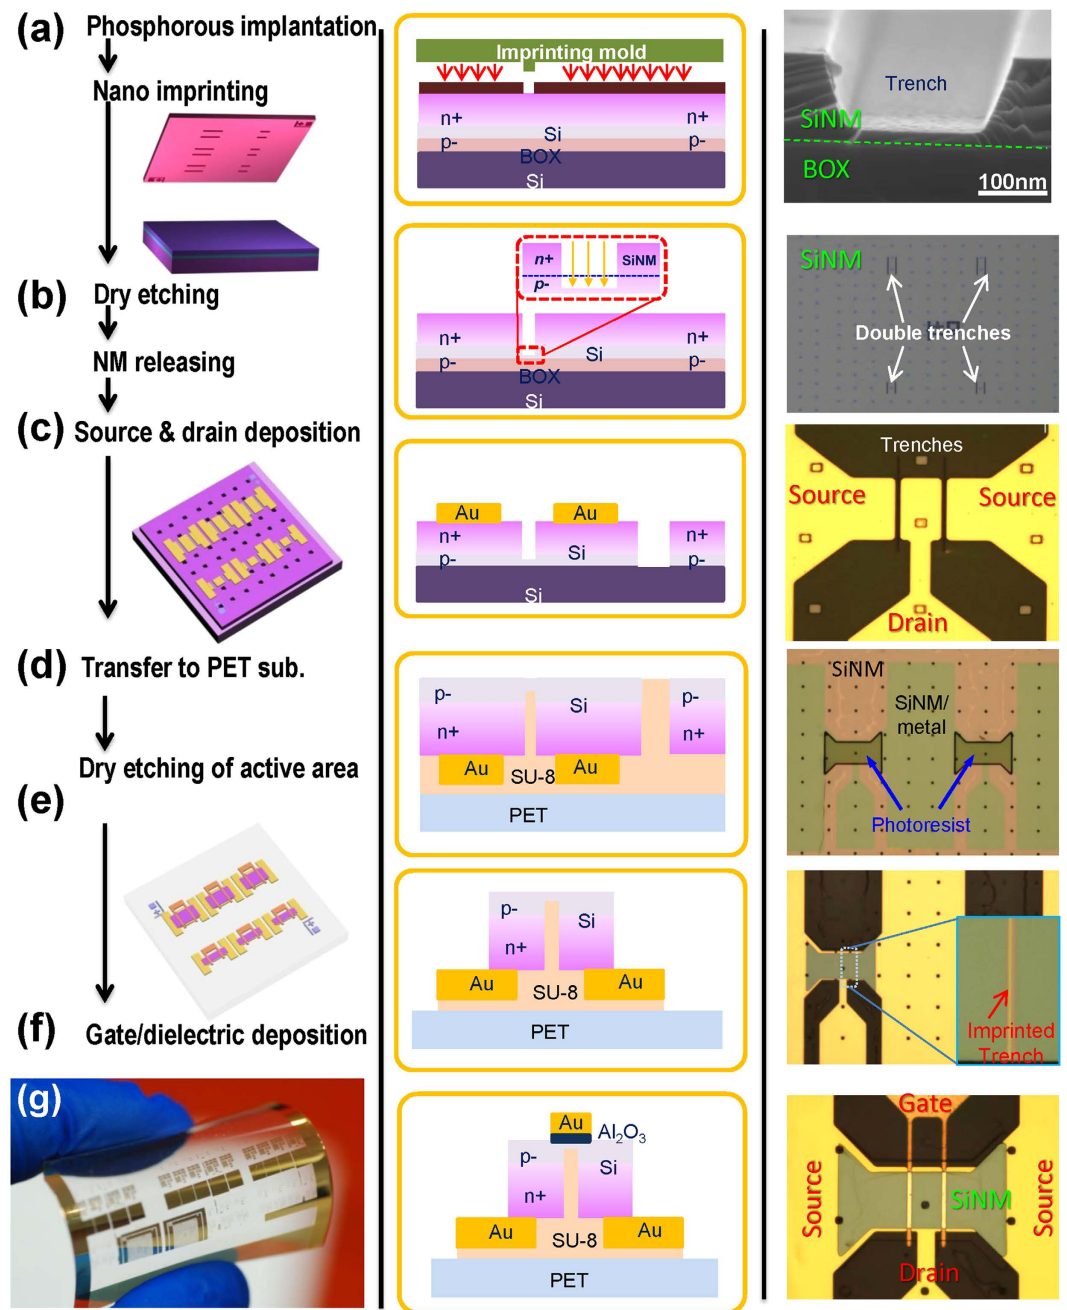 (a) Phosphorous implantation
Nano imprinting
(b) Dry etching
NM releasing
(c) Source & drain deposition
(d) Transfer to PET sub.
Dry etching of active area
(e)
(f) Gate/dielectric deposition
(g)
Imprinting mold
n+
n+
Si
p-
p-
BOX
Si
n+
SiNM
p-
n+
n+
Si
p-
p-
BOX
Si
Au
Au
n+
n+
Si
p-
p-
Si
p-
Si
p-
n+
n+
Au
SU-8
Au
PET
p-
Si
n+
Au
SU-8
Au
PET
Au
Al2O3
p-
Si
n+
Au
SU-8
Au
PET
Trench
SiNM
BOX
100nm
SiNM
Double trenches
Trenches
Source
Source
Drain
SiNM
SiNM/
metal
Photoresist
Imprinted
Trench
Gate
Source
SiNM
Source
Drain